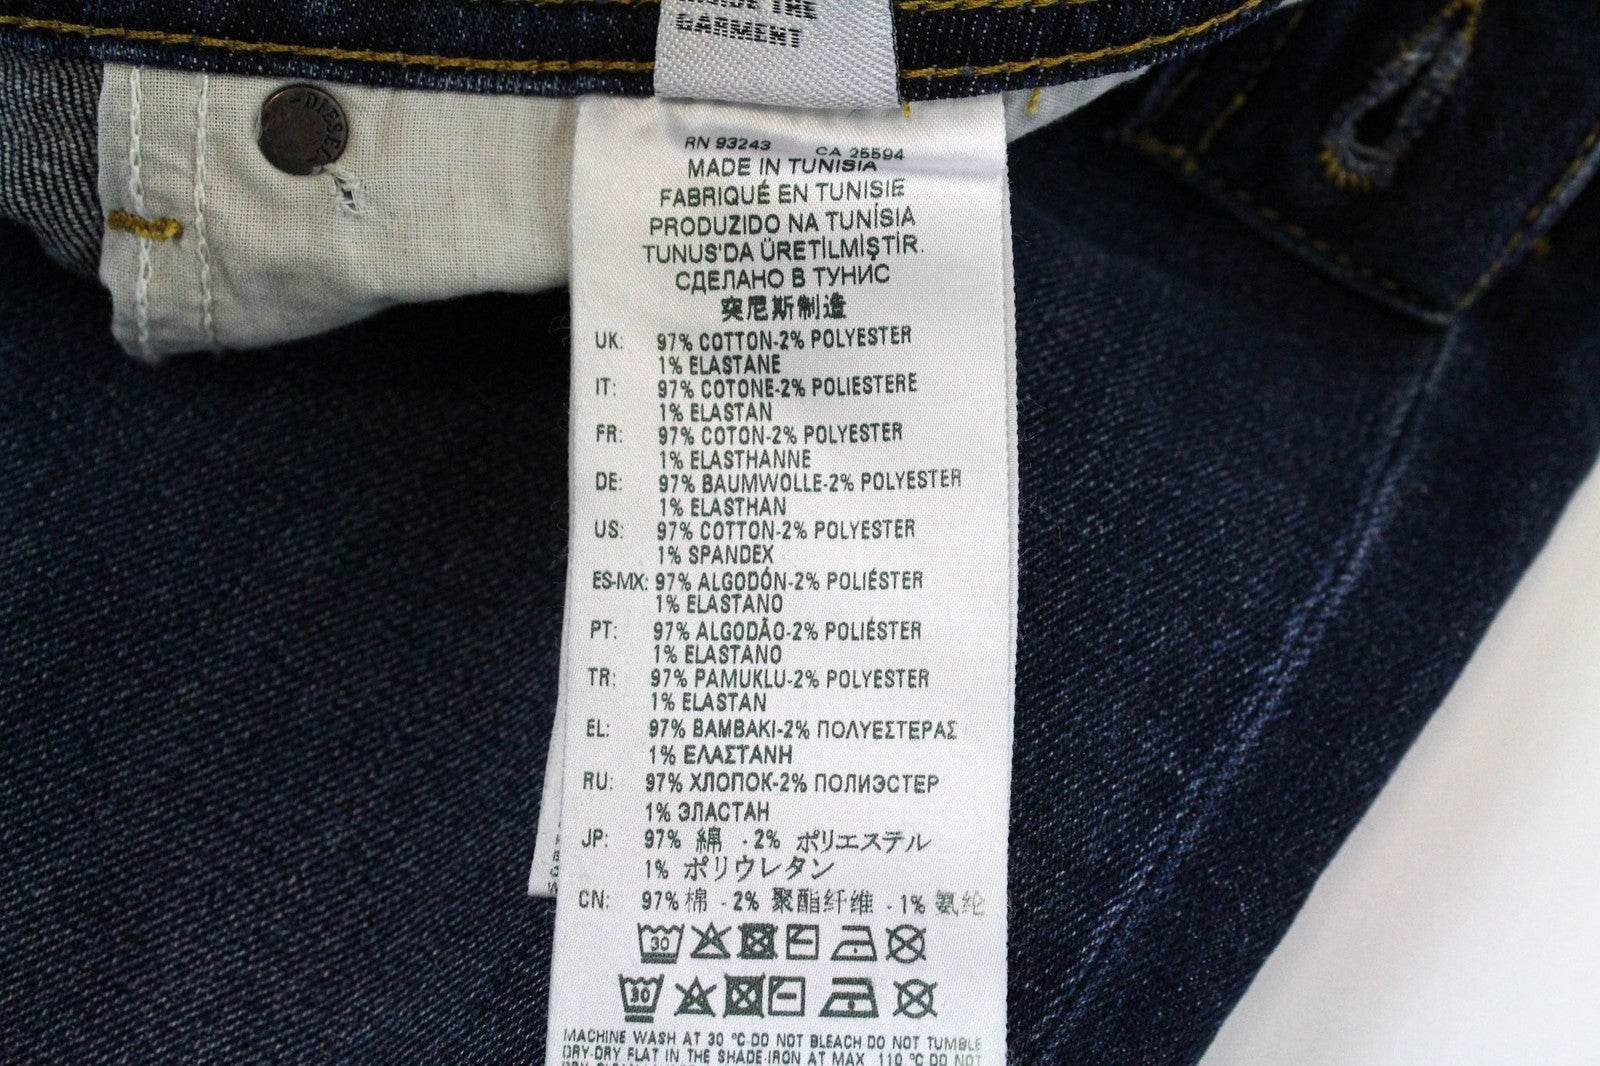 GARMENT
DIESEL
RN 93243 CA 25594
MADE IN TUNISIA
FABRIQUÉ EN TUNISIE
PRODUZIDO NA TUNÍSIA
TUNUS'DA ÜRETİLMİŞTİR.
СДЕЛАНО В ТУНИС
突尼斯制造
UK: 97% COTTON-2% POLYESTER
1% ELASTANE
IT: 97% COTONE-2% POLIESTERE
1% ELASTAN
FR: 97% COTON-2% POLYESTER
1% ELASTHANNE
DE: 97% BAUMWOLLE-2% POLYESTER
1% ELASTHAN
US: 97% COTTON-2% POLYESTER
1% SPANDEX
ES-MX: 97% ALGODÓN-2% POLIÉSTER
1% ELASTANO
PT: 97% ALGODÃO-2% POLIÉSTER
1% ELASTANO
TR: 97% PAMUKLU-2% POLYESTER
1% ELASTAN
EL: 97% ΒΑΜΒΑΚΙ-2% ΠΟΛΥΕΣΤΕΡΑΣ
1% ΕΛΑΣΤΑΝΗ
RU: 97% ХЛОПОК-2% ПОЛИЭСТЕР
1% ЭЛАСТАН
JP: 97% 綿 - 2% ポリエステル
1% ポリウレタン
CN: 97% 棉 - 2% 聚酯纤维 - 1% 氨纶
30
30
MACHINE WASH AT 30 °C-DO NOT BLEACH-DO NOT TUMBLE
DRY-DRY FLAT IN THE SHADE-IRON AT MAX 110 °C DO NOT